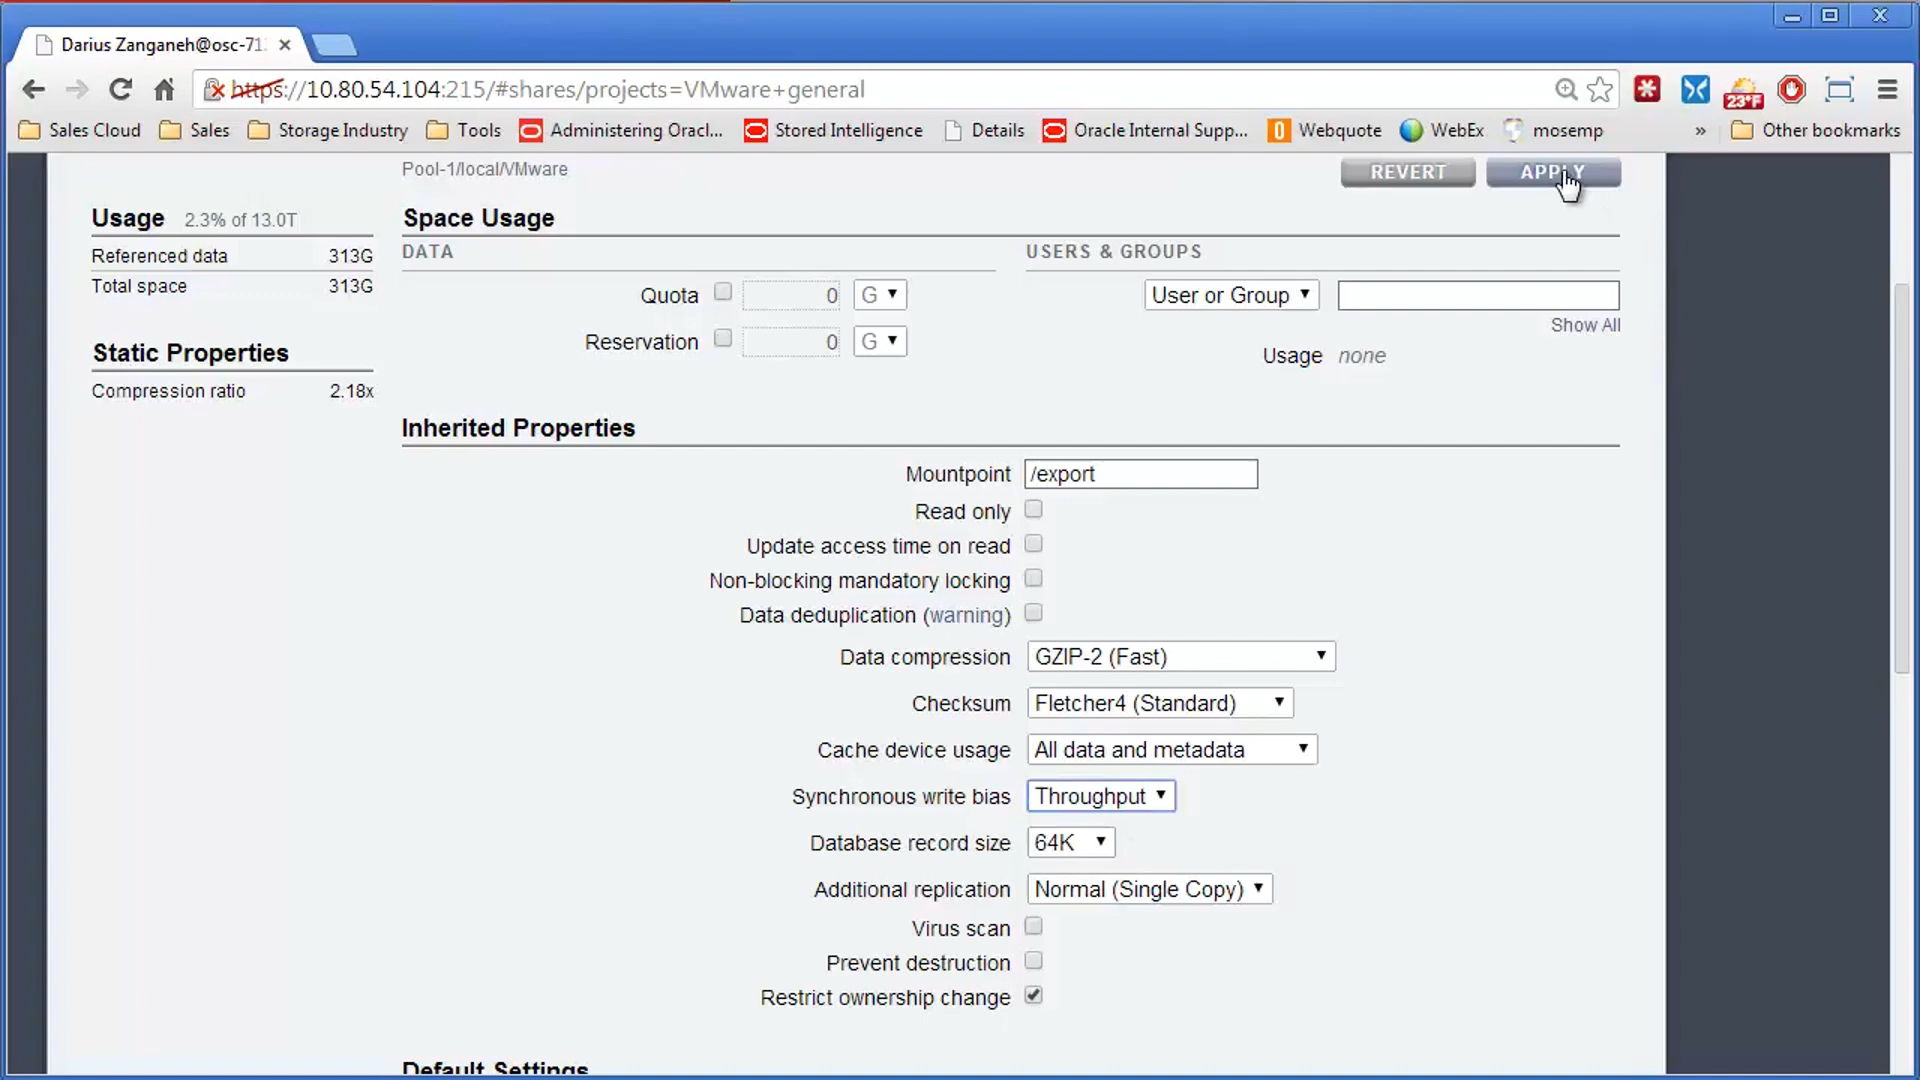 Darius Zanganeh@osc-713
https://10.80.54.104:215/#shares/projects=VMware+general
23°F
Sales Cloud Sales Storage Industry Tools Administering Oracl... Stored Intelligence Details Oracle Internal Supp... Webquote WebEx mosemp » Other bookmarks
Pool-1/local/VMware
REVERT APPLY
Usage 2.3% of 13.0T
Referenced data 313G
Total space 313G
Static Properties
Compression ratio 2.18x
Space Usage
DATA
Quota 0 G
Reservation 0 G
USERS & GROUPS
User or Group
Show All
Usage none
Inherited Properties
Mountpoint /export
Read only
Update access time on read
Non-blocking mandatory locking
Data deduplication (warning)
Data compression GZIP-2 (Fast)
Checksum Fletcher4 (Standard)
Cache device usage All data and metadata
Synchronous write bias Throughput
Database record size 64K
Additional replication Normal (Single Copy)
Virus scan
Prevent destruction
Restrict ownership change
Default Settings